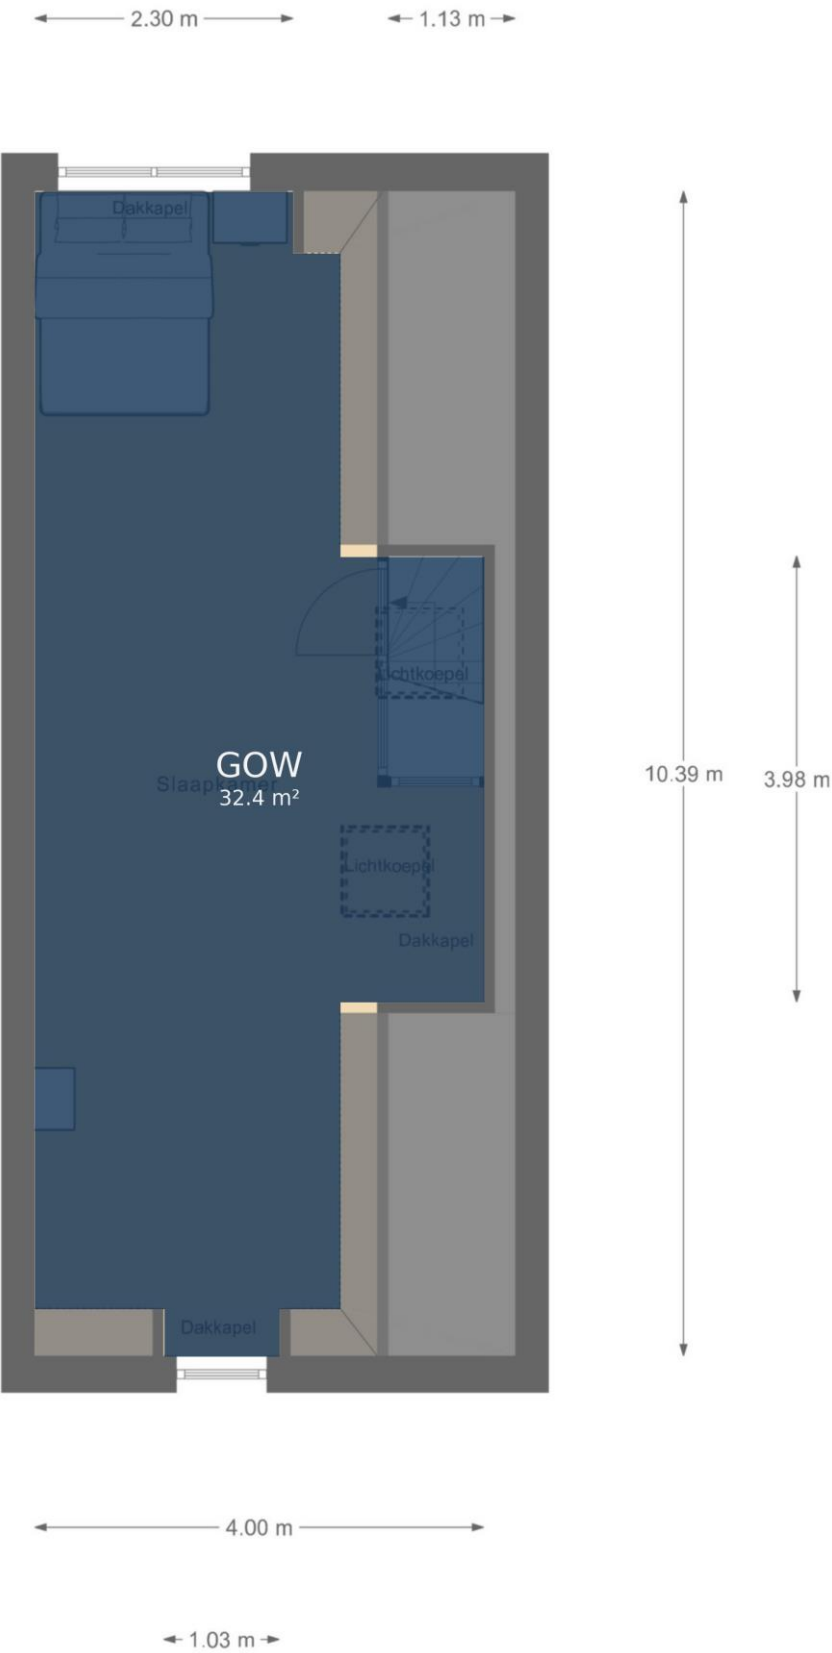 2.30 m
1.13 m
Dakkapel
Lichtkoepel
GOW
Slaapkamer
32.4 m²
10.39 m
3.98 m
Lichtkoepel
Dakkapel
Dakkapel
4.00 m
1.03 m